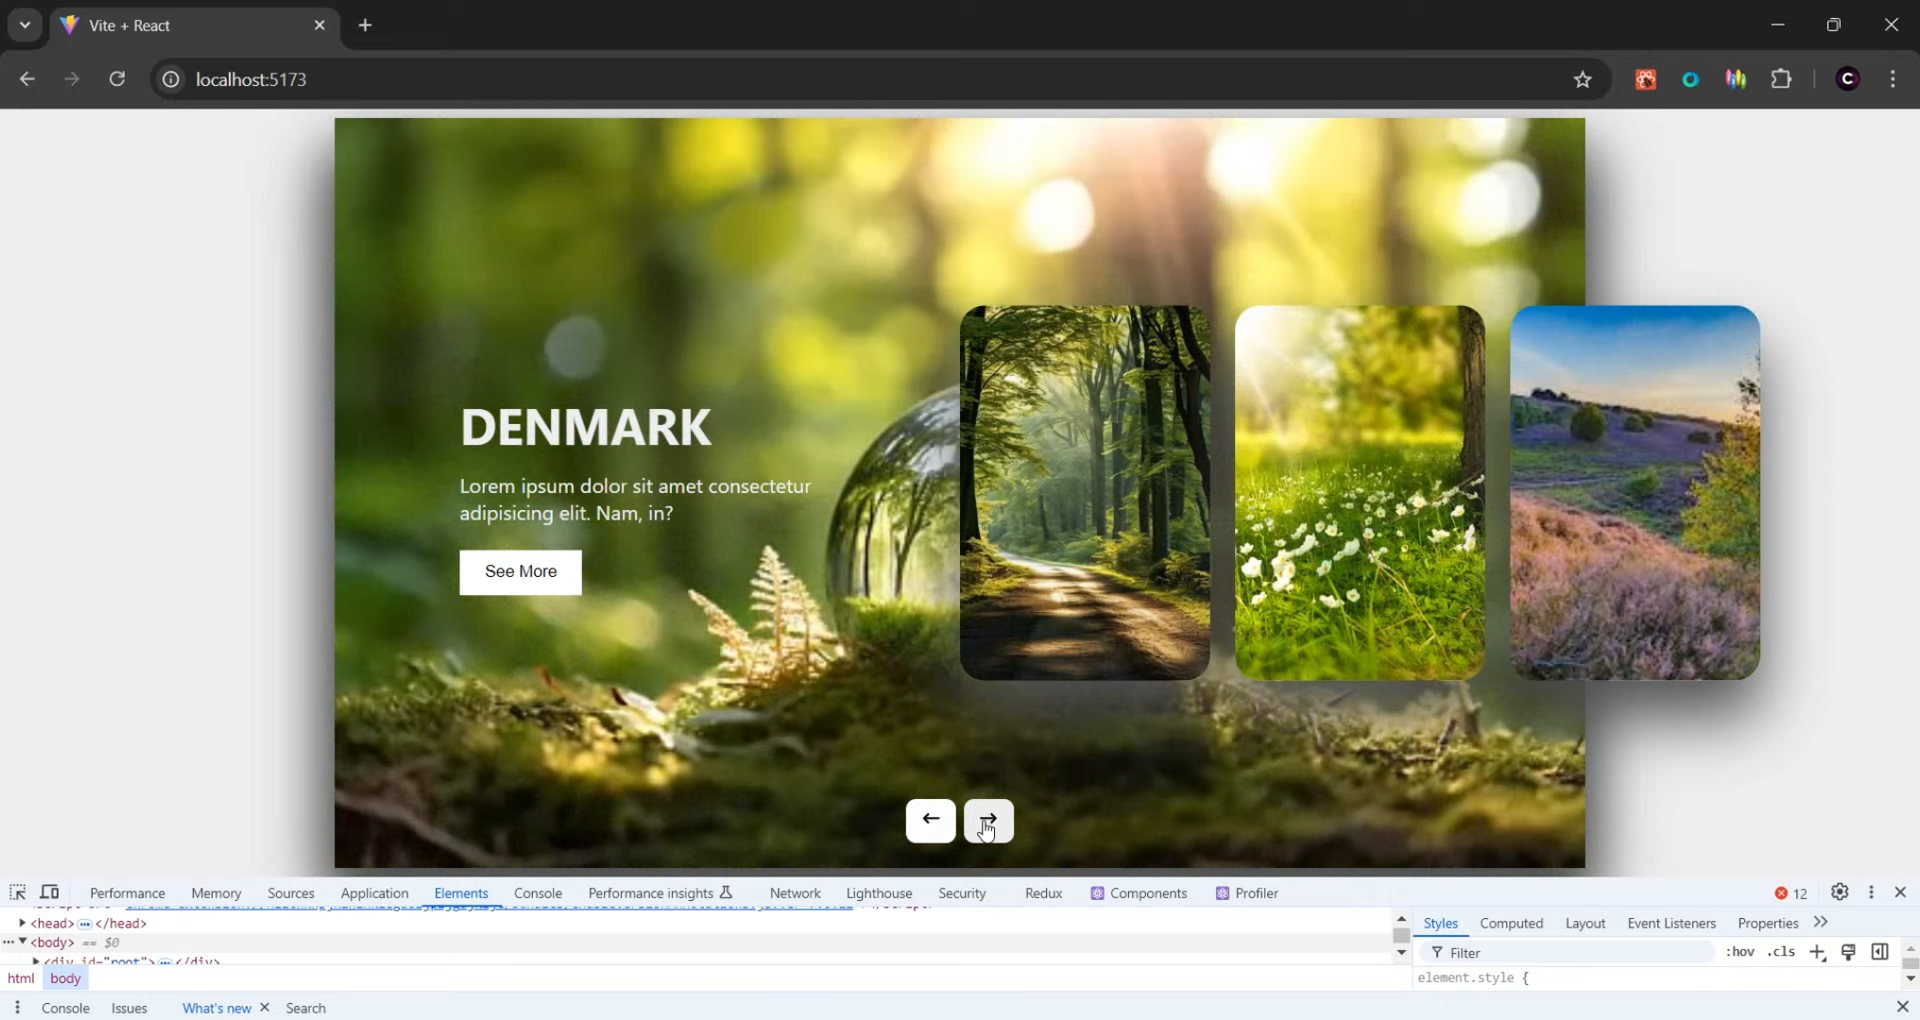 Vite + React
localhost:5173
C
DENMARK
Lorem ipsum dolor sit amet consectetur
adipisicing elit. Nam, in?
See More
Performance Memory Sources Application Elements Console Performance insights Network Lighthouse Security Redux Components Profiler 12
<head> ⋯ </head>
Styles Computed Layout Event Listeners Properties
<body> == $0
Filter :hov .cls
<div id="root"> ⋯ </div>
html body
element.style {
Console Issues What's new Search